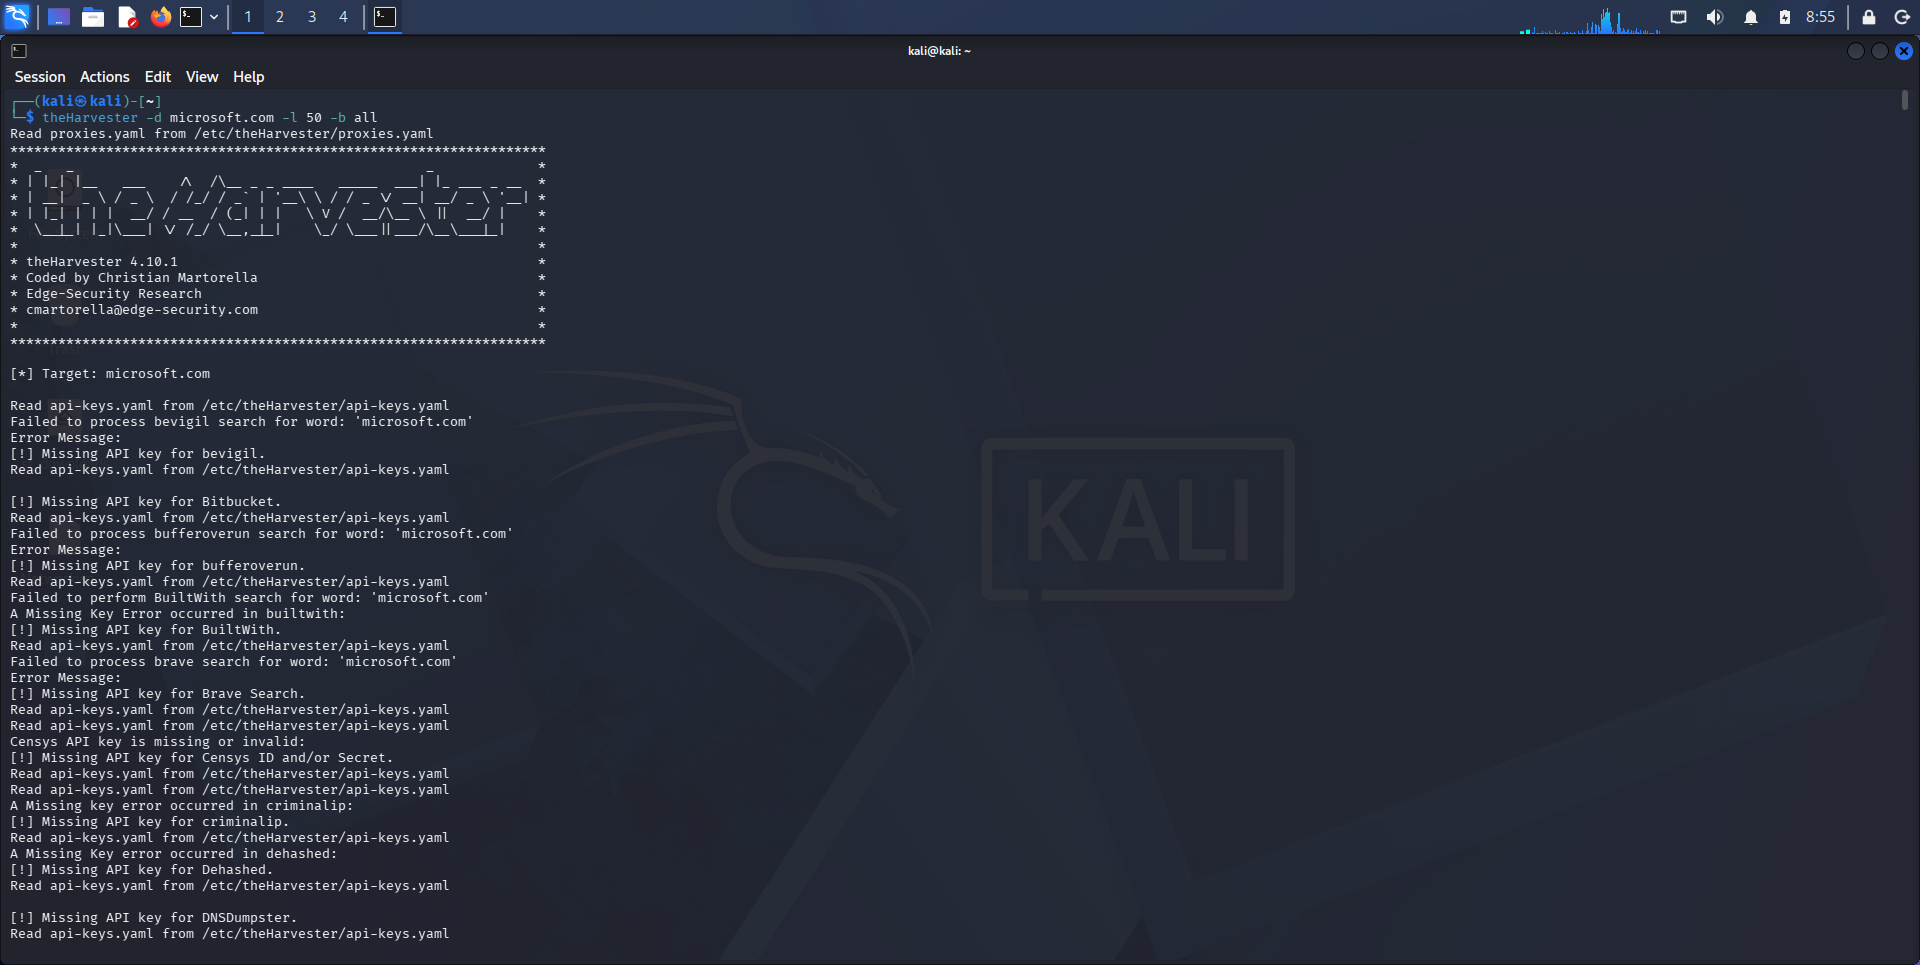 1 2 3 4 8:55
kali@kali: ~
Session Actions Edit View Help
┌──(kali㉿kali)-[~]
└─$ theHarvester -d microsoft.com -l 50 -b all
Read proxies.yaml from /etc/theHarvester/proxies.yaml
*******************************************************************
* *
* theHarvester *
* *
* theHarvester 4.10.1 *
* Coded by Christian Martorella *
* Edge-Security Research *
* cmartorella@edge-security.com *
* *
*******************************************************************
[*] Target: microsoft.com
Read api-keys.yaml from /etc/theHarvester/api-keys.yaml
Failed to process bevigil search for word: 'microsoft.com'
Error Message:
[!] Missing API key for bevigil.
Read api-keys.yaml from /etc/theHarvester/api-keys.yaml
[!] Missing API key for Bitbucket.
Read api-keys.yaml from /etc/theHarvester/api-keys.yaml
Failed to process bufferoverun search for word: 'microsoft.com'
Error Message:
[!] Missing API key for bufferoverun.
Read api-keys.yaml from /etc/theHarvester/api-keys.yaml
Failed to perform BuiltWith search for word: 'microsoft.com'
A Missing Key Error occurred in builtwith:
[!] Missing API key for BuiltWith.
Read api-keys.yaml from /etc/theHarvester/api-keys.yaml
Failed to process brave search for word: 'microsoft.com'
Error Message:
[!] Missing API key for Brave Search.
Read api-keys.yaml from /etc/theHarvester/api-keys.yaml
Read api-keys.yaml from /etc/theHarvester/api-keys.yaml
Censys API key is missing or invalid:
[!] Missing API key for Censys ID and/or Secret.
Read api-keys.yaml from /etc/theHarvester/api-keys.yaml
Read api-keys.yaml from /etc/theHarvester/api-keys.yaml
A Missing key error occurred in criminalip:
[!] Missing API key for criminalip.
Read api-keys.yaml from /etc/theHarvester/api-keys.yaml
A Missing Key error occurred in dehashed:
[!] Missing API key for Dehashed.
Read api-keys.yaml from /etc/theHarvester/api-keys.yaml
[!] Missing API key for DNSDumpster.
Read api-keys.yaml from /etc/theHarvester/api-keys.yaml
KALI